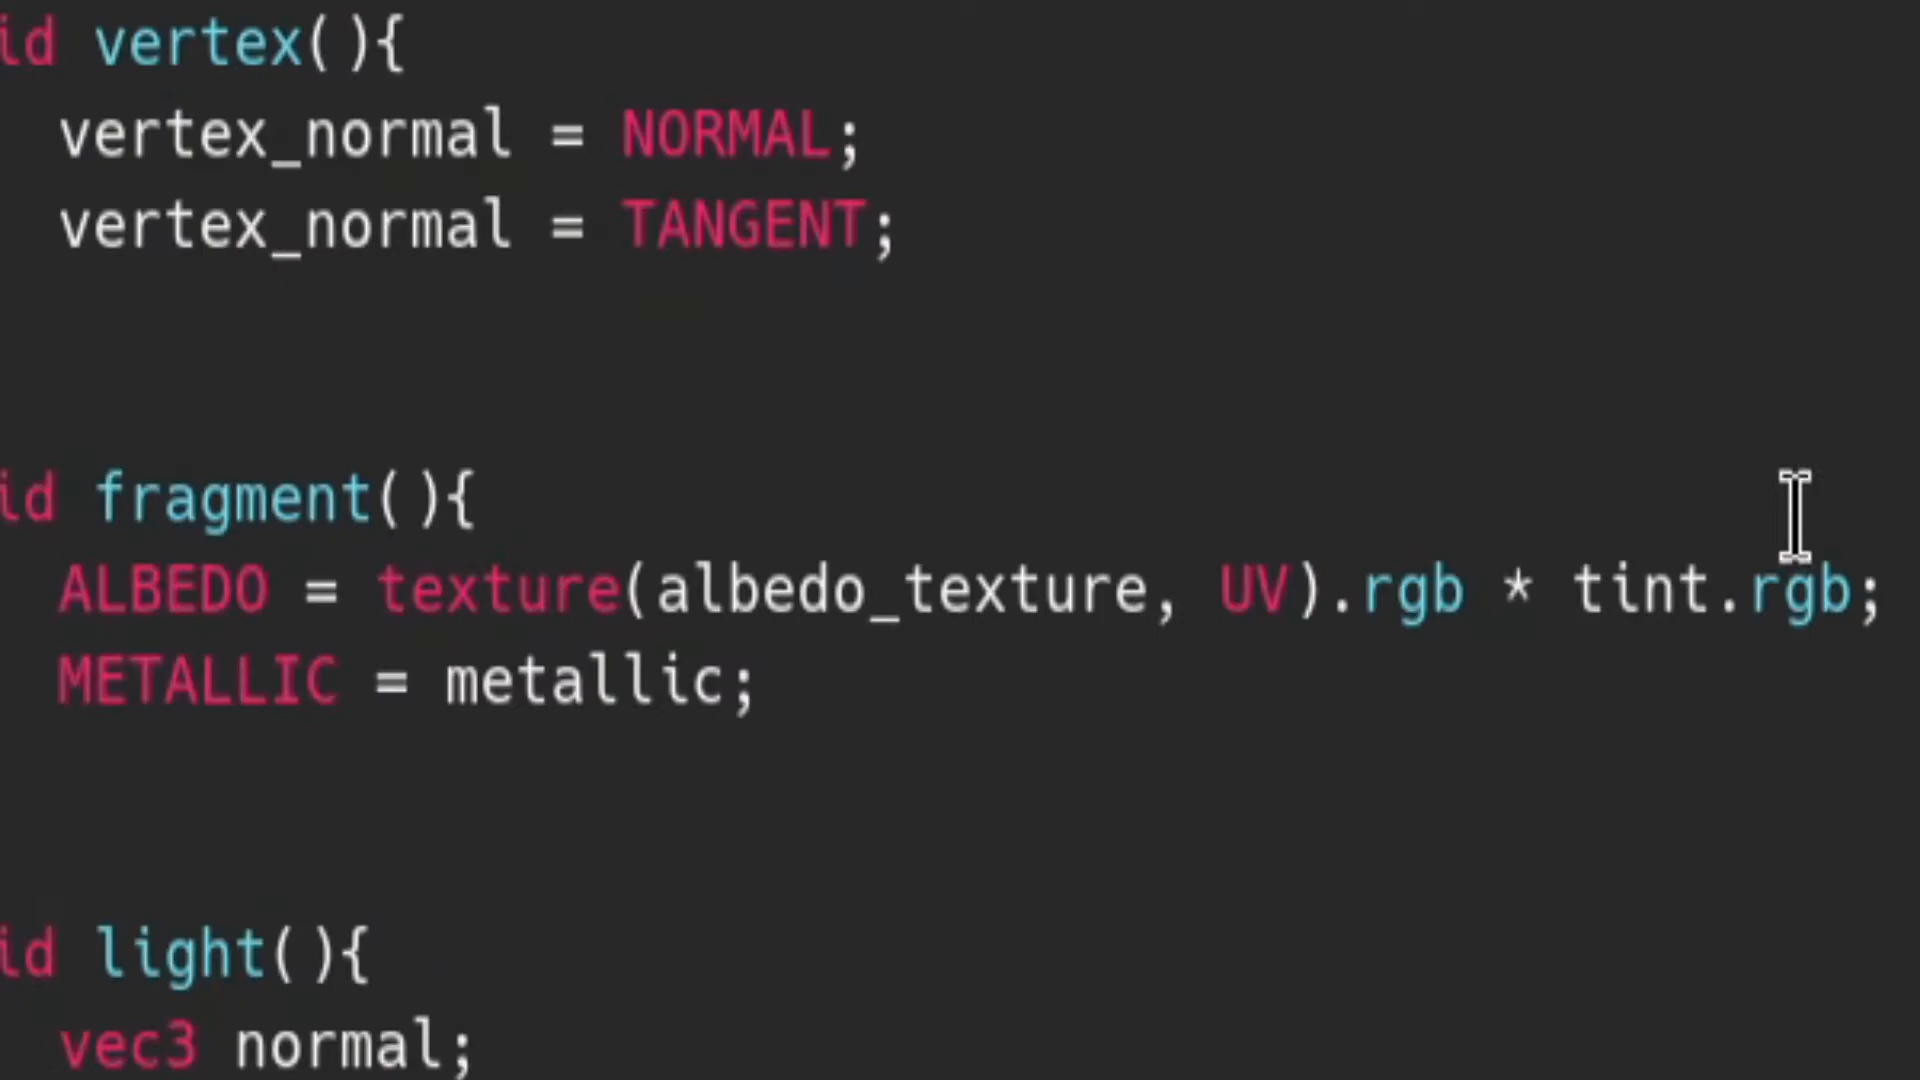 id vertex(){
vertex_normal = NORMAL;
vertex_normal = TANGENT;
id fragment(){
ALBEDO = texture(albedo_texture, UV).rgb * tint.rgb;
METALLIC = metallic;
id light(){
vec3 normal;